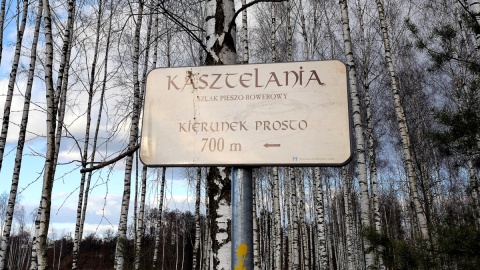 KASZTELANIA
SZLAK PIESZO-ROWEROWY
KIERUNEK PROSTO
700 m ←